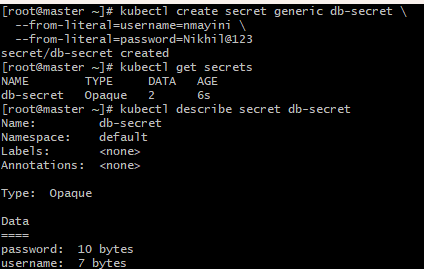 [root@master ~]# kubectl create secret generic db-secret \
  --from-literal=username=nmayini \
  --from-literal=password=Nikhil@123
secret/db-secret created
[root@master ~]# kubectl get secrets
NAME        TYPE     DATA   AGE
db-secret   Opaque   2      6s
[root@master ~]# kubectl describe secret db-secret
Name:         db-secret
Namespace:    default
Labels:       <none>
Annotations:  <none>

Type:  Opaque

Data
====
password:  10 bytes
username:  7 bytes